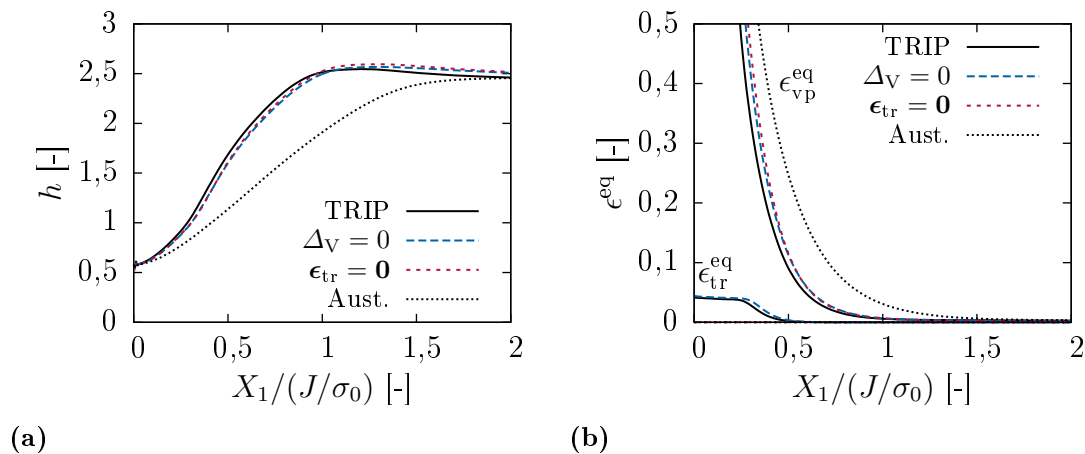 3
2,5
2
1,5
1
0,5
0
h [-]
TRIP
Δ_V = 0
ϵ_tr = 0
Aust.
0 0,5 1 1,5 2
X_1/(J/σ_0) [-]
(a)
0,5
0,4
0,3
0,2
0,1
0
ϵ^eq [-]
TRIP
Δ_V = 0
ϵ_tr = 0
Aust.
ϵ_vp^eq
ϵ_tr^eq
0 0,5 1 1,5 2
X_1/(J/σ_0) [-]
(b)